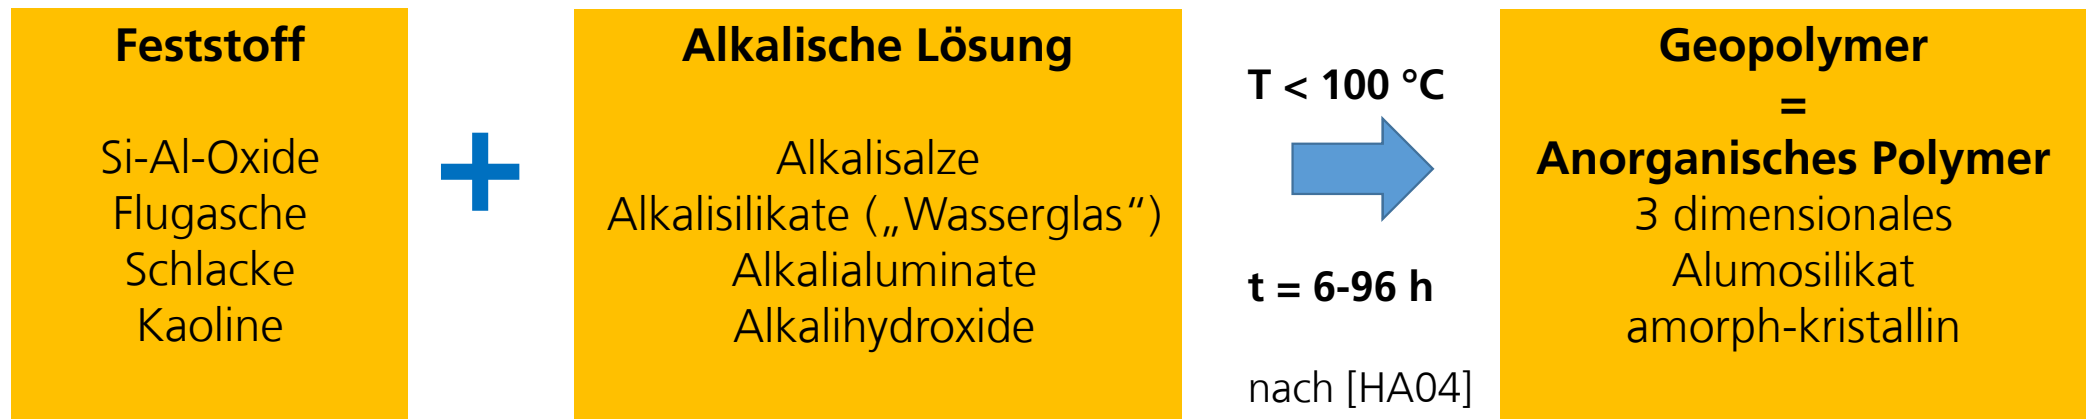 Feststoff
Si-Al-Oxide
Flugasche
Schlacke
Kaoline
+
Alkalische Lösung
Alkalisalze
Alkalisilikate („Wasserglas“)
Alkalialuminate
Alkalihydroxide
T < 100 °C
t = 6-96 h
nach [HA04]
Geopolymer
=
Anorganisches Polymer
3 dimensionales
Alumosilikat
amorph-kristallin